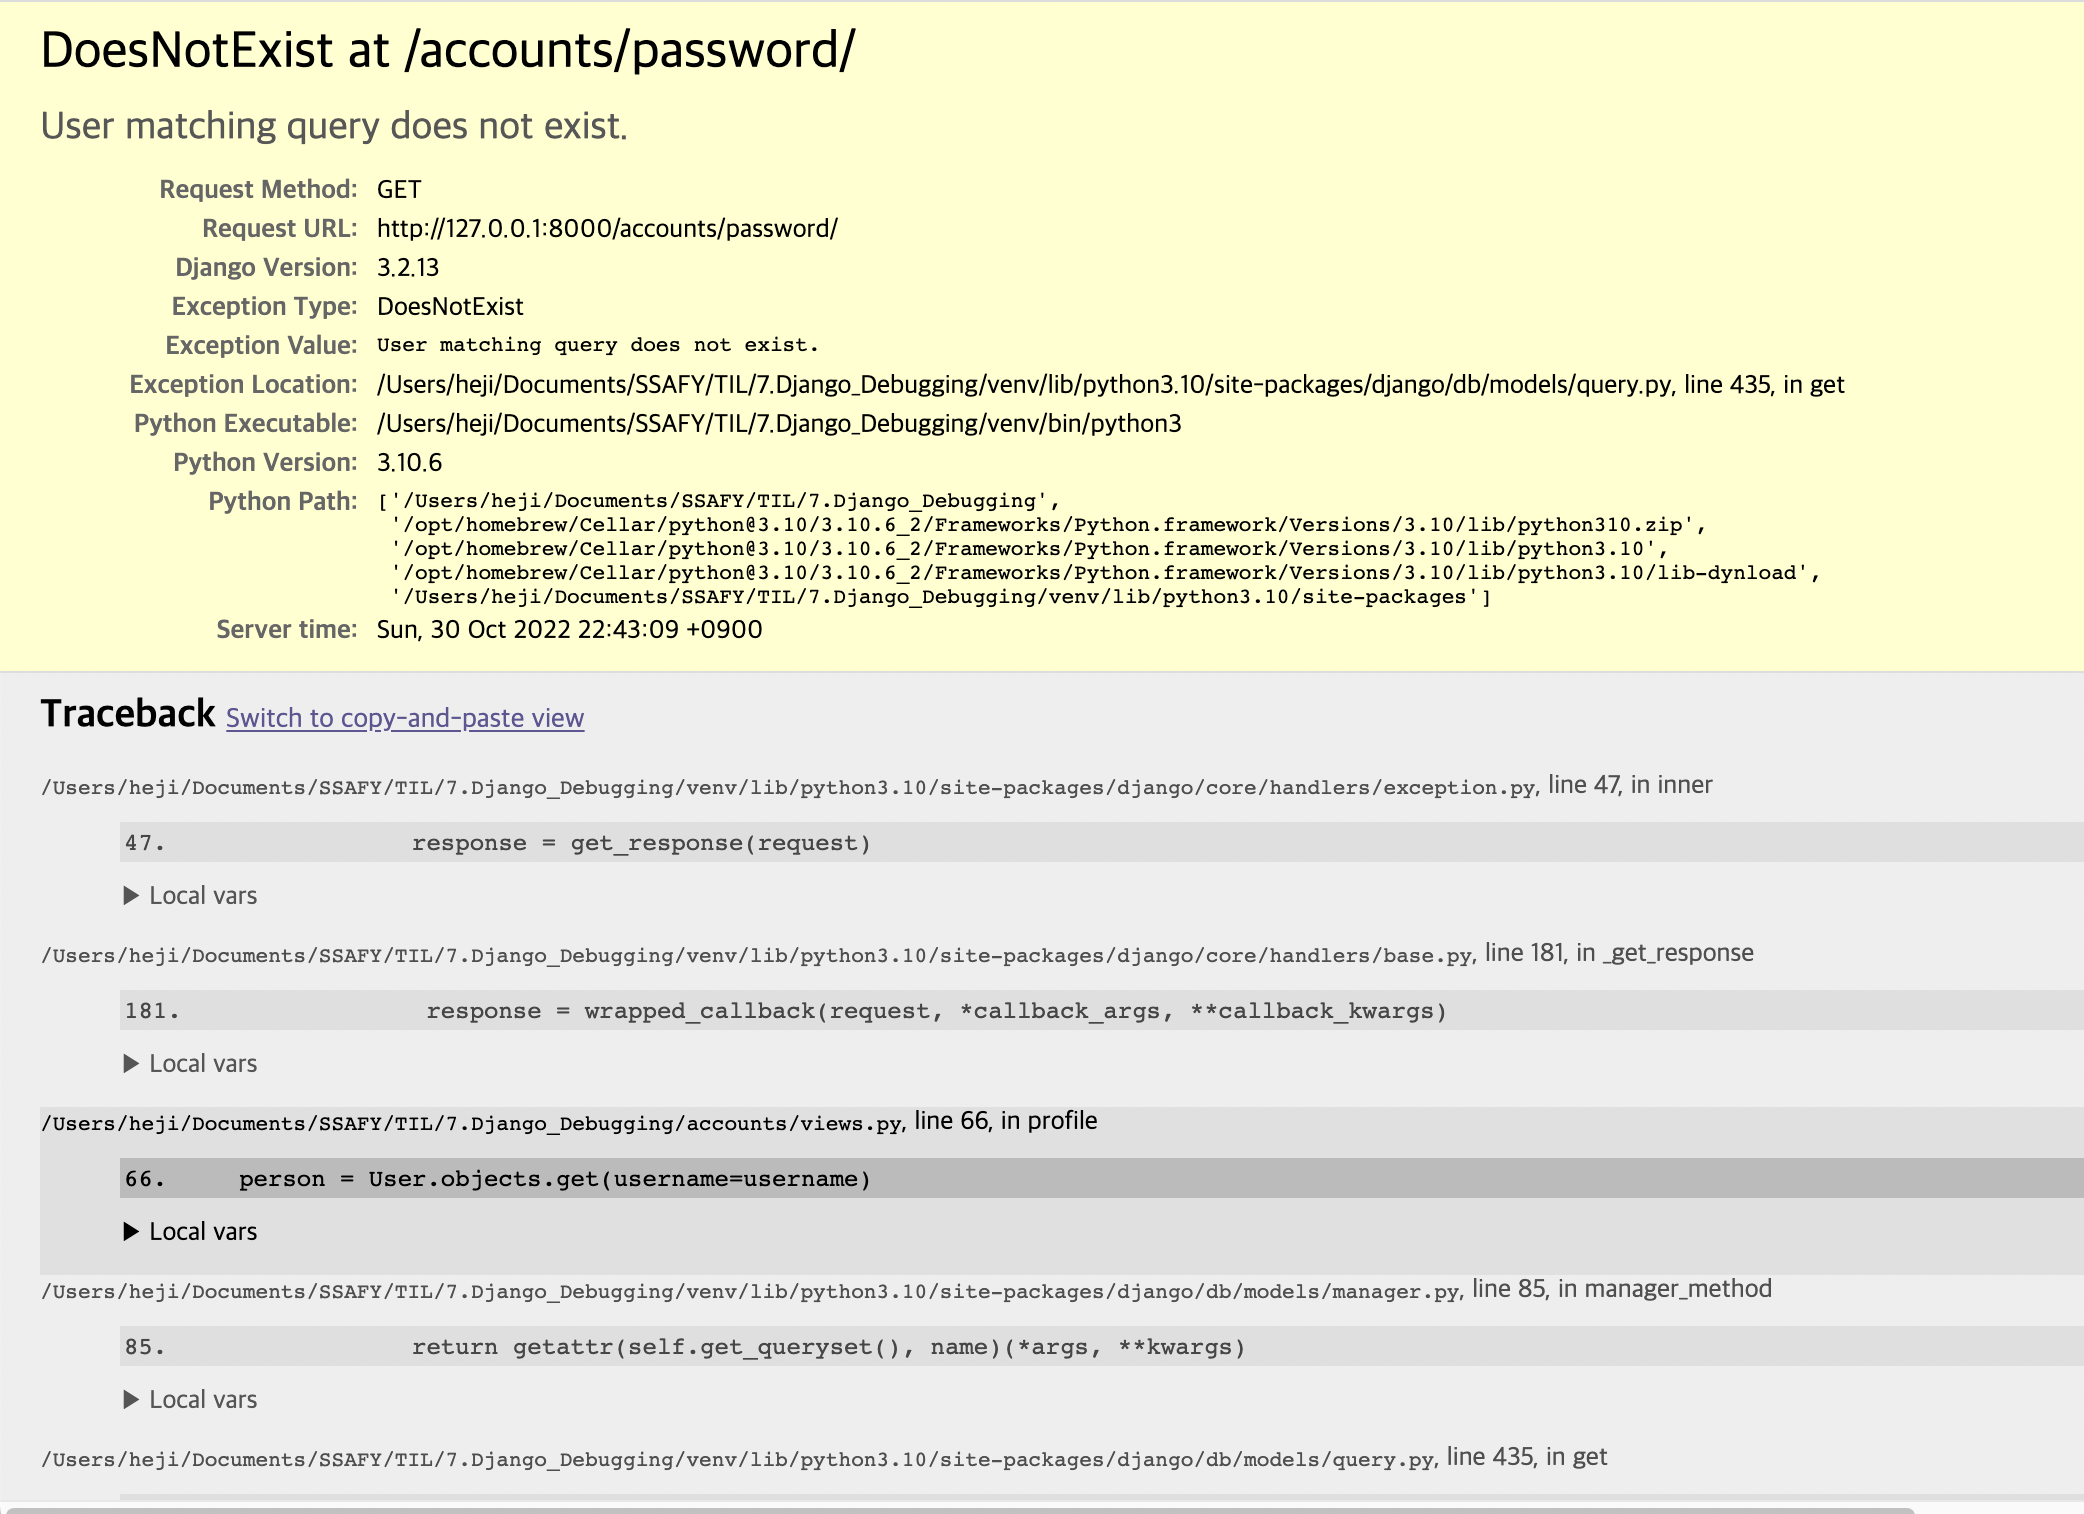 DoesNotExist at /accounts/password/
User matching query does not exist.
Request Method: GET
Request URL: http://127.0.0.1:8000/accounts/password/
Django Version: 3.2.13
Exception Type: DoesNotExist
Exception Value: User matching query does not exist.
Exception Location: /Users/heji/Documents/SSAFY/TIL/7.Django_Debugging/venv/lib/python3.10/site-packages/django/db/models/query.py, line 435, in get
Python Executable: /Users/heji/Documents/SSAFY/TIL/7.Django_Debugging/venv/bin/python3
Python Version: 3.10.6
Python Path: ['/Users/heji/Documents/SSAFY/TIL/7.Django_Debugging',
'/opt/homebrew/Cellar/python@3.10/3.10.6_2/Frameworks/Python.framework/Versions/3.10/lib/python310.zip',
'/opt/homebrew/Cellar/python@3.10/3.10.6_2/Frameworks/Python.framework/Versions/3.10/lib/python3.10',
'/opt/homebrew/Cellar/python@3.10/3.10.6_2/Frameworks/Python.framework/Versions/3.10/lib/python3.10/lib-dynload',
'/Users/heji/Documents/SSAFY/TIL/7.Django_Debugging/venv/lib/python3.10/site-packages']
Server time: Sun, 30 Oct 2022 22:43:09 +0900
Traceback Switch to copy-and-paste view
/Users/heji/Documents/SSAFY/TIL/7.Django_Debugging/venv/lib/python3.10/site-packages/django/core/handlers/exception.py, line 47, in inner
47. response = get_response(request)
▶ Local vars
/Users/heji/Documents/SSAFY/TIL/7.Django_Debugging/venv/lib/python3.10/site-packages/django/core/handlers/base.py, line 181, in _get_response
181. response = wrapped_callback(request, *callback_args, **callback_kwargs)
▶ Local vars
/Users/heji/Documents/SSAFY/TIL/7.Django_Debugging/accounts/views.py, line 66, in profile
66. person = User.objects.get(username=username)
▶ Local vars
/Users/heji/Documents/SSAFY/TIL/7.Django_Debugging/venv/lib/python3.10/site-packages/django/db/models/manager.py, line 85, in manager_method
85. return getattr(self.get_queryset(), name)(*args, **kwargs)
▶ Local vars
/Users/heji/Documents/SSAFY/TIL/7.Django_Debugging/venv/lib/python3.10/site-packages/django/db/models/query.py, line 435, in get